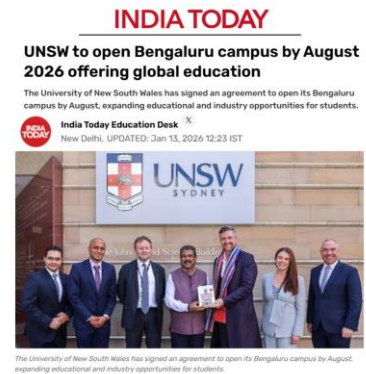 INDIA TODAY
UNSW to open Bengaluru campus by August
2026 offering global education
The University of New South Wales has signed an agreement to open its Bengaluru
campus by August, expanding educational and industry opportunities for students.
INDIA
TODAY
India Today Education Desk X
New Delhi, UPDATED: Jan 13, 2026 12:23 IST
UNSW
SYDNEY
The John
The University of New South Wales has signed an agreement to open its Bengaluru campus by August,
expanding educational and industry opportunities for students.